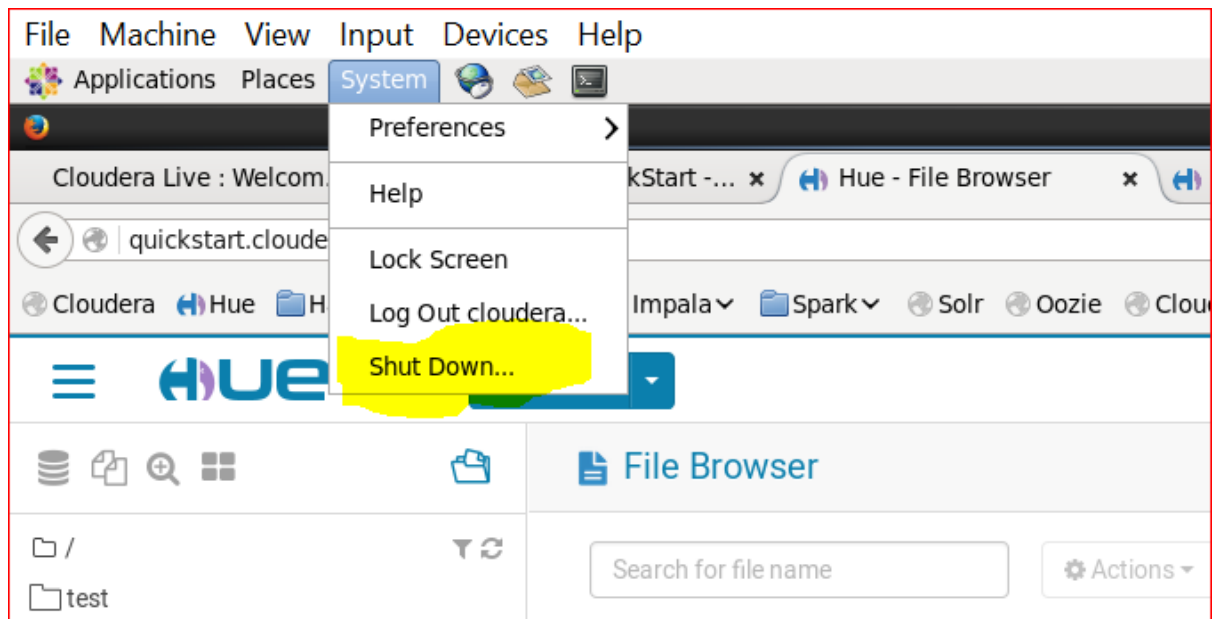 File Machine View Input Devices Help
Applications Places System
Preferences
Cloudera Live : Welcom. kStart -... Hue - File Browser
Help
quickstart.cloude
Lock Screen
Cloudera Hue H Impala Spark Solr Oozie Clou
Log Out cloudera...
Shut Down...
HUE
File Browser
/
Search for file name Actions
test